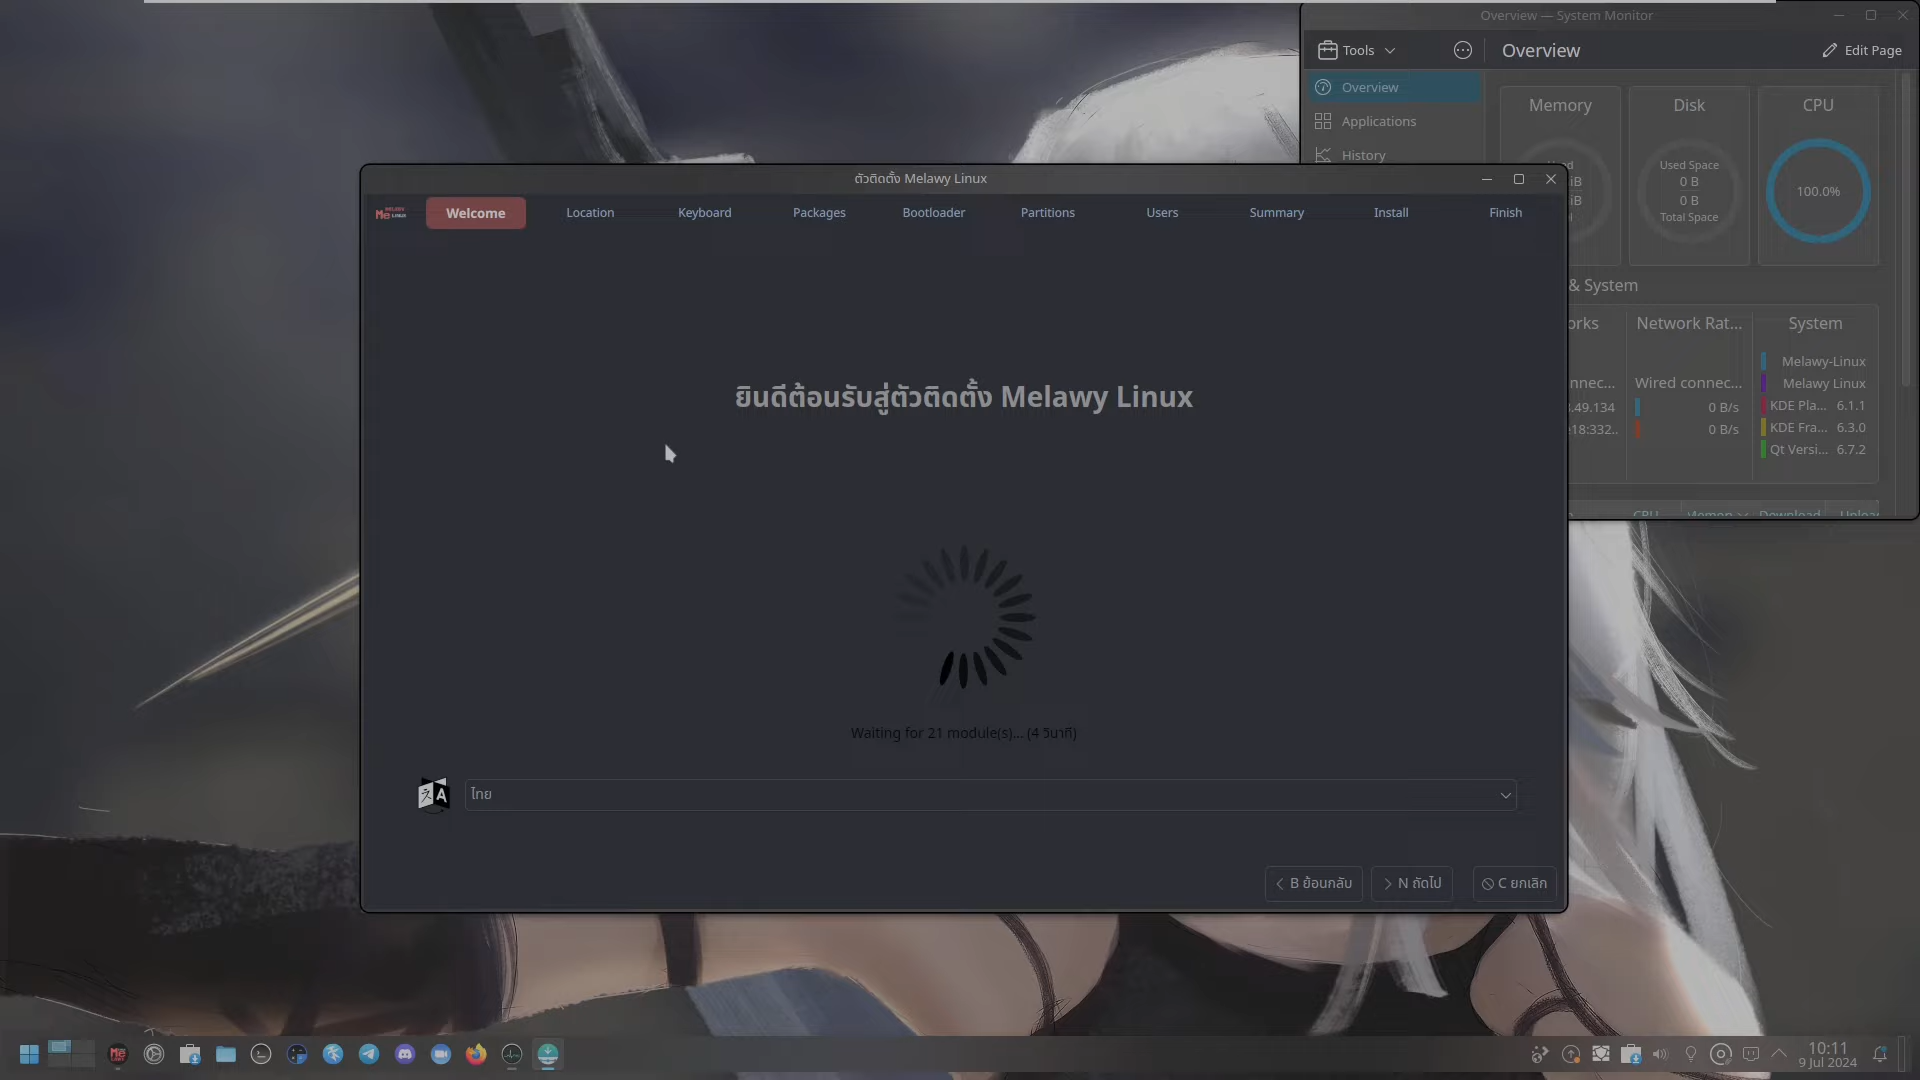 Overview — System Monitor
Tools
Overview
Edit Page
Overview
Applications
History
Memory
Disk
CPU
Used Space
0 B
0 B
Total Space
100.0%
& System
Network Rat...
System
Wired connec...
0 B/s
0 B/s
Melawy-Linux
Melawy Linux
KDE Pla... 6.1.1
KDE Fra... 6.3.0
Qt Versi... 6.7.2
ตัวติดตั้ง Melawy Linux
Welcome
Location
Keyboard
Packages
Bootloader
Partitions
Users
Summary
Install
Finish
ยินดีต้อนรับสู่ตัวติดตั้ง Melawy Linux
Waiting for 21 module(s)... (4 วินาที)
ไทย
B ย้อนกลับ
N ถัดไป
C ยกเลิก
10:11
9 Jul 2024